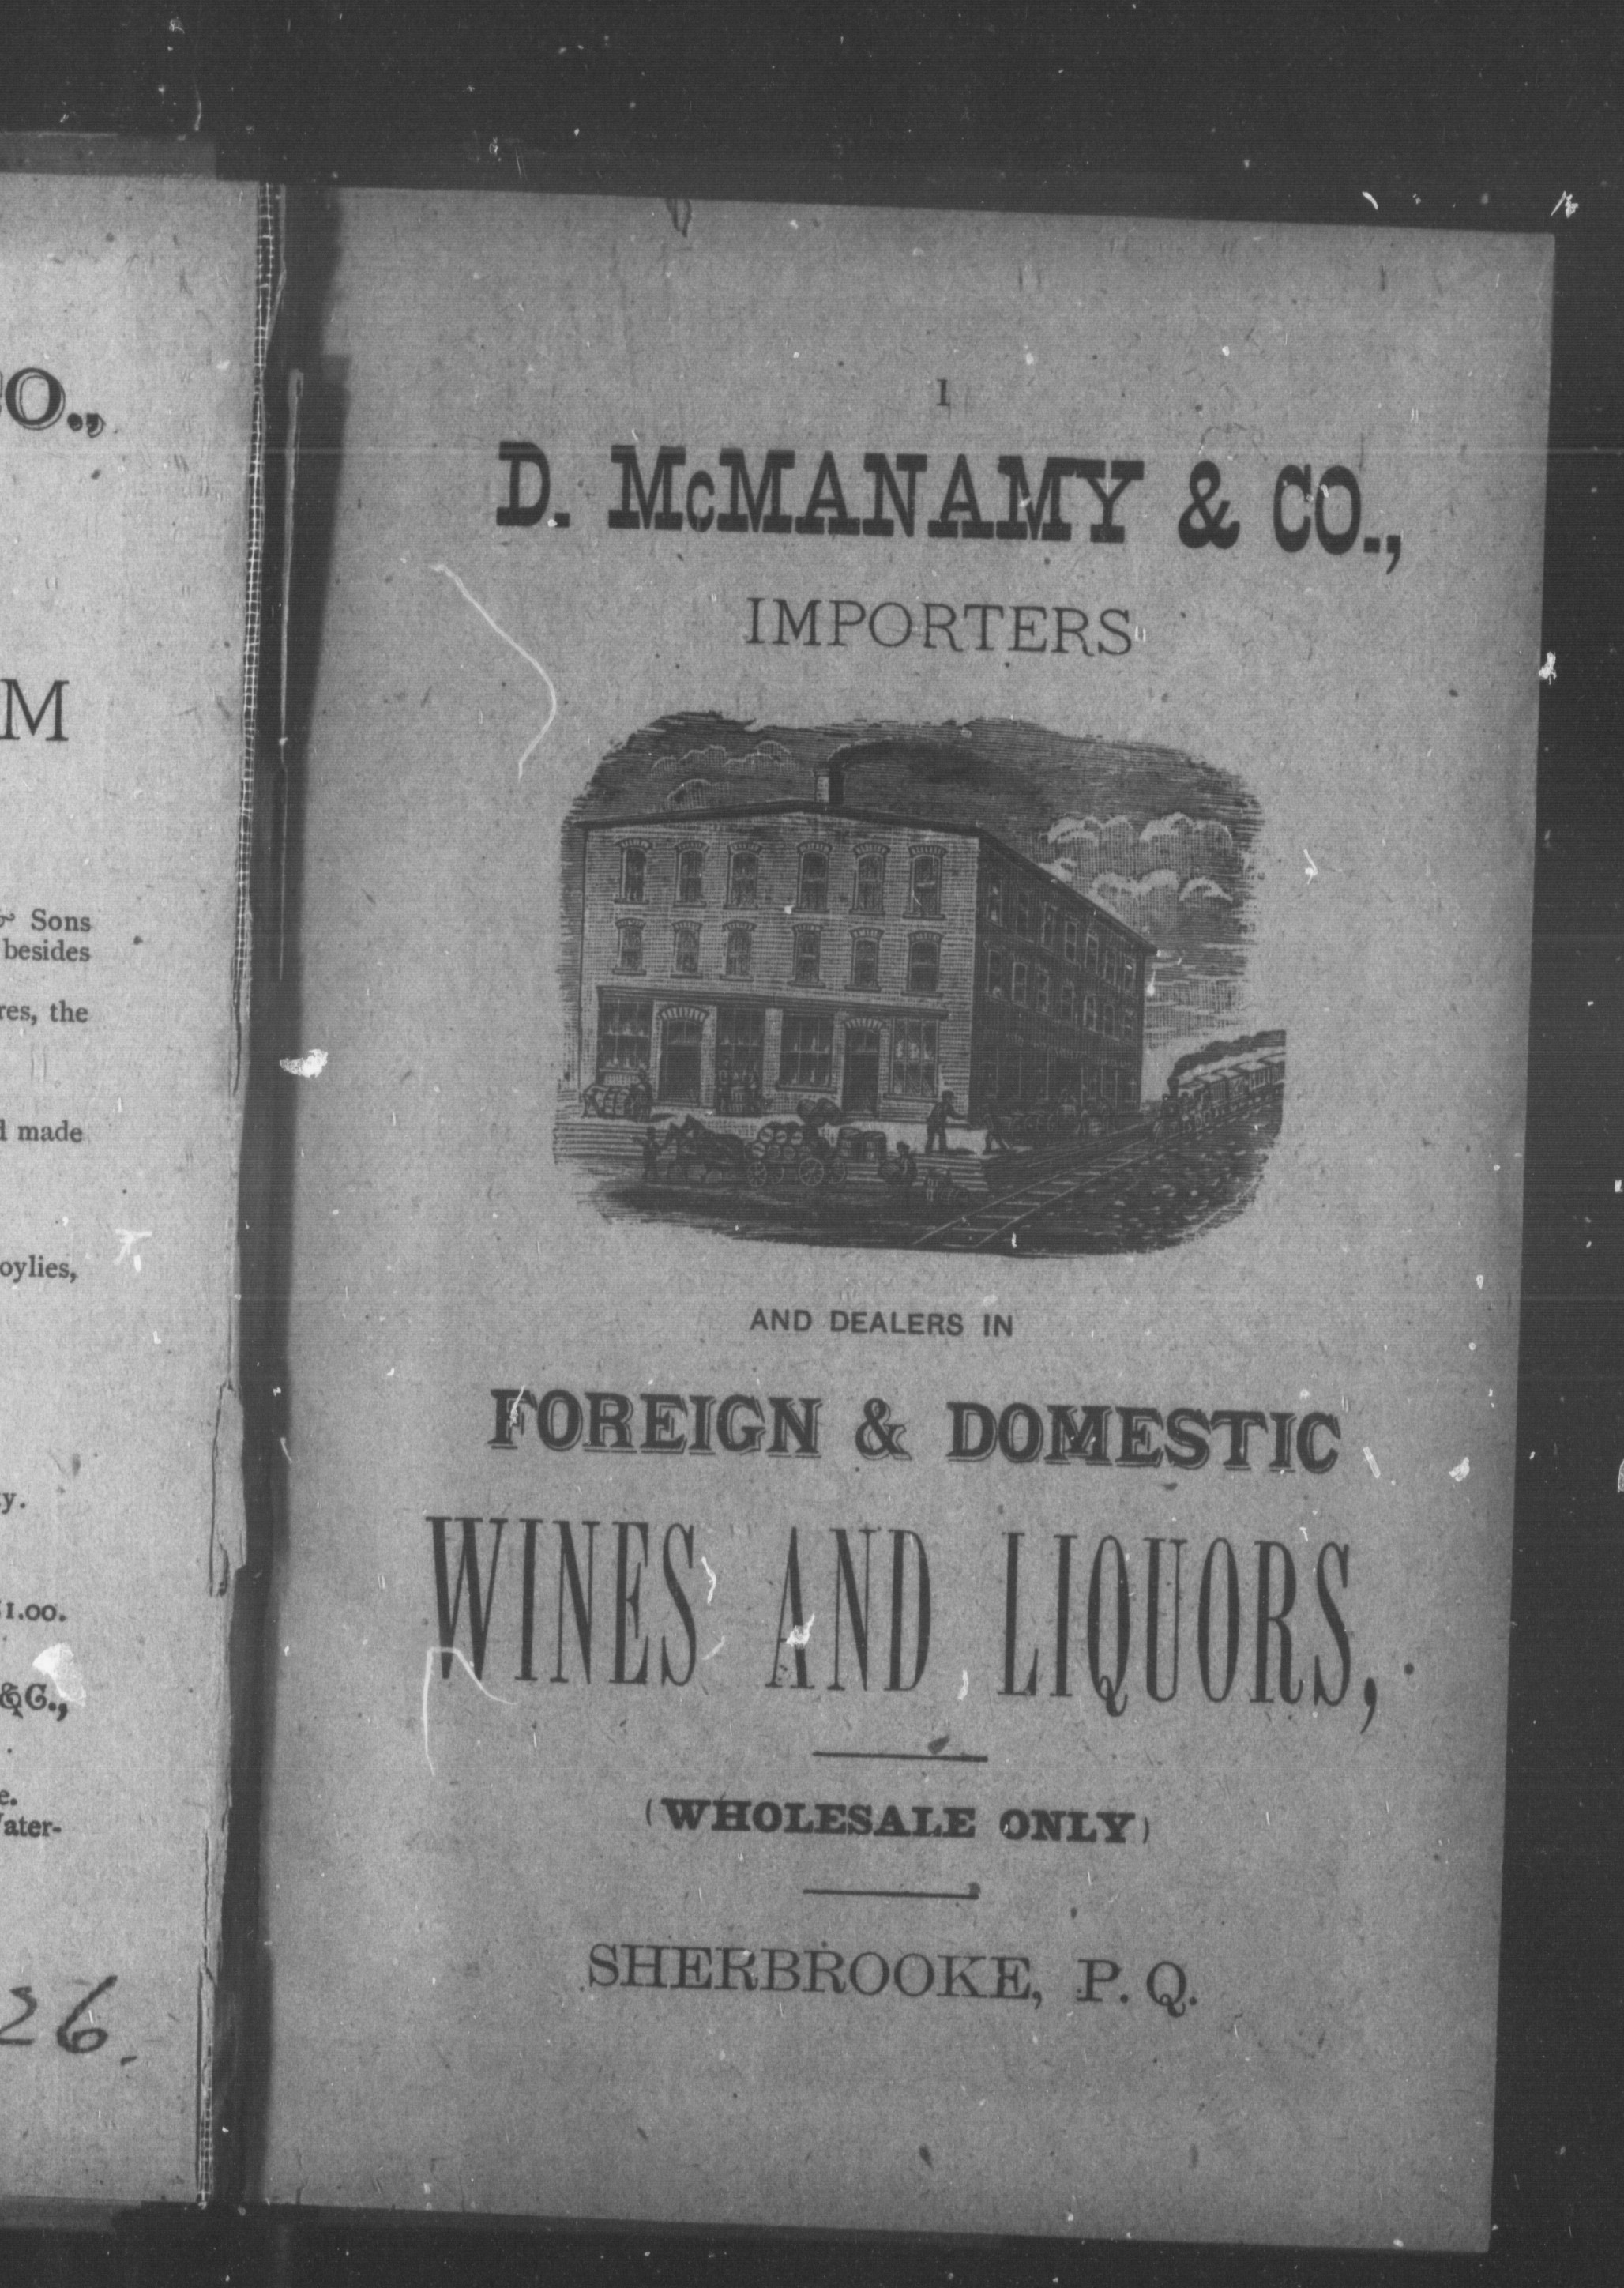 O.,
M
& Sons
besides
res, the
made
oylies,
y.
1.00.
&C.,
e.
ater-
26.
1
D. McMANAMY & CO.,
IMPORTERS
AND DEALERS IN
FOREIGN & DOMESTIC
WINES AND LIQUORS,
(WHOLESALE ONLY)
SHERBROOKE, P. Q.